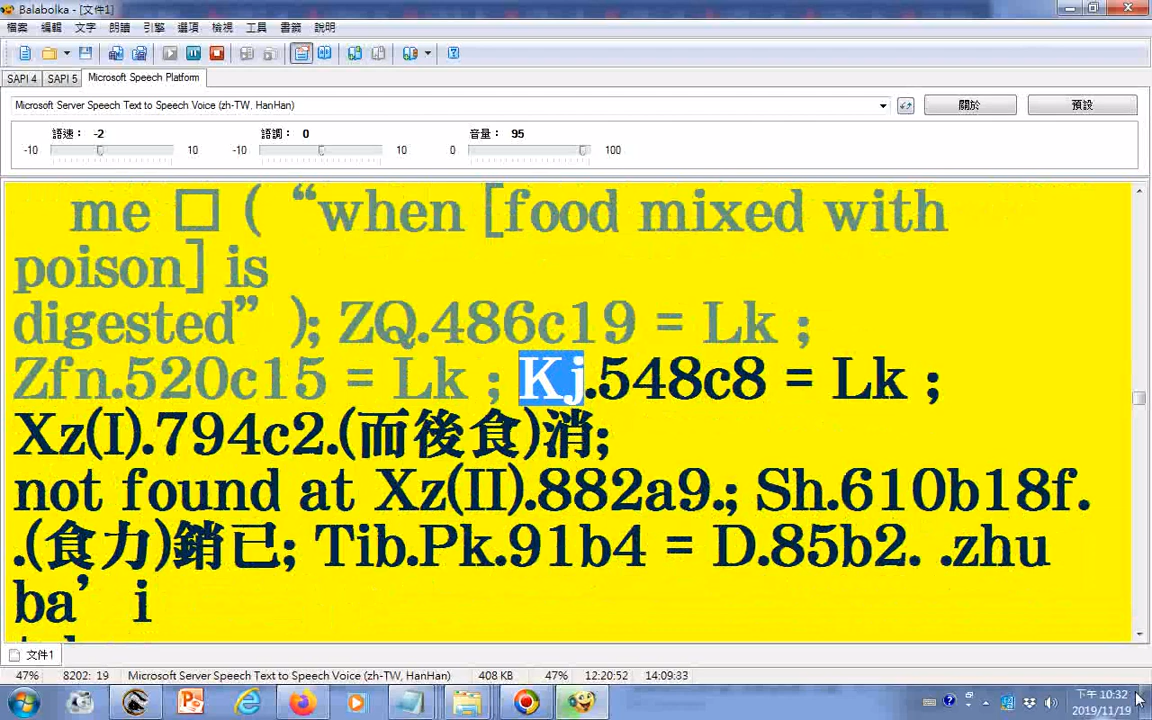 Balabolka - [文件1]
檔案 編輯 文字 朗讀 引擎 選項 檢視 工具 書籤 說明
SAPI 4 SAPI 5 Microsoft Speech Platform
Microsoft Server Speech Text to Speech Voice (zh-TW, HanHan) 關於 預設
語速： -2 語調： 0 音量： 95
-10 10 -10 10 0 100
me □ (“when [food mixed with
poison] is
digested” ); ZQ.486c19 = Lk ;
Zfn.520c15 = Lk ; Kj.548c8 = Lk ;
Xz(I).794c2.(而後食)消;
not found at Xz(II).882a9.; Sh.610b18f.
.(食力)銷已; Tib.Pk.91b4 = D.85b2. .zhu
ba’ i
文件1
47% 8202: 19 Microsoft Server Speech Text to Speech Voice (zh-TW, HanHan) 408 KB 47% 12:20:52 14:09:33
下午 10:32
2019/11/19